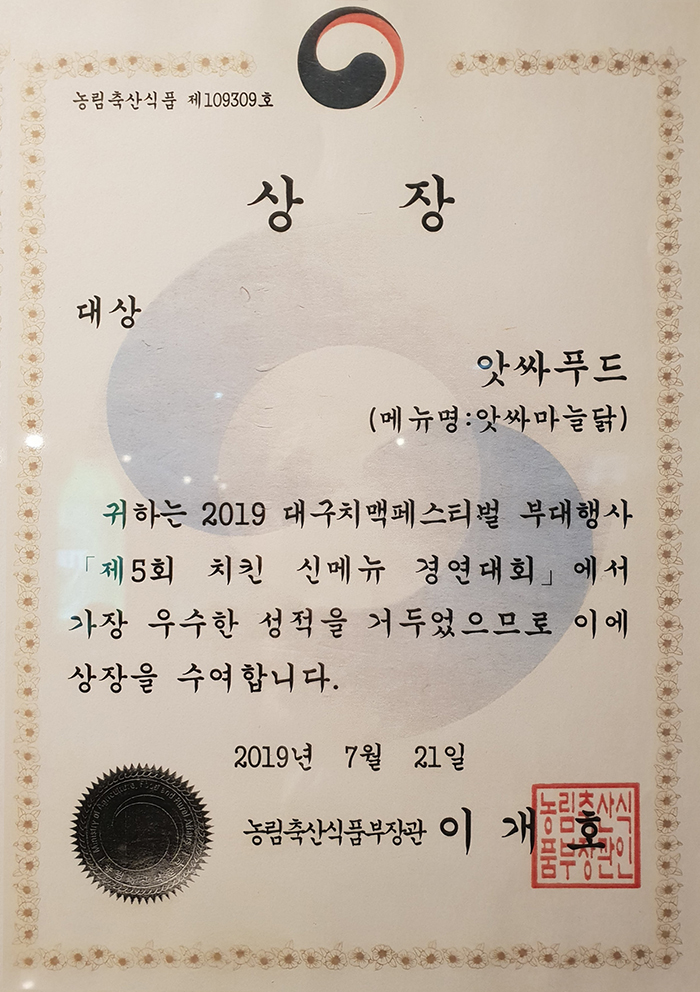 농림축산식품 제109309호
상 장
대상
앗싸푸드
(메뉴명:앗싸마늘닭)
귀하는 2019 대구치맥페스티벌 부대행사
「제5회 치킨 신메뉴 경연대회」에서
가장 우수한 성적을 거두었으므로 이에
상장을 수여합니다.
2019년 7월 21일
농림축산식품부장관 이 개 호
농림축산식
품부장관인